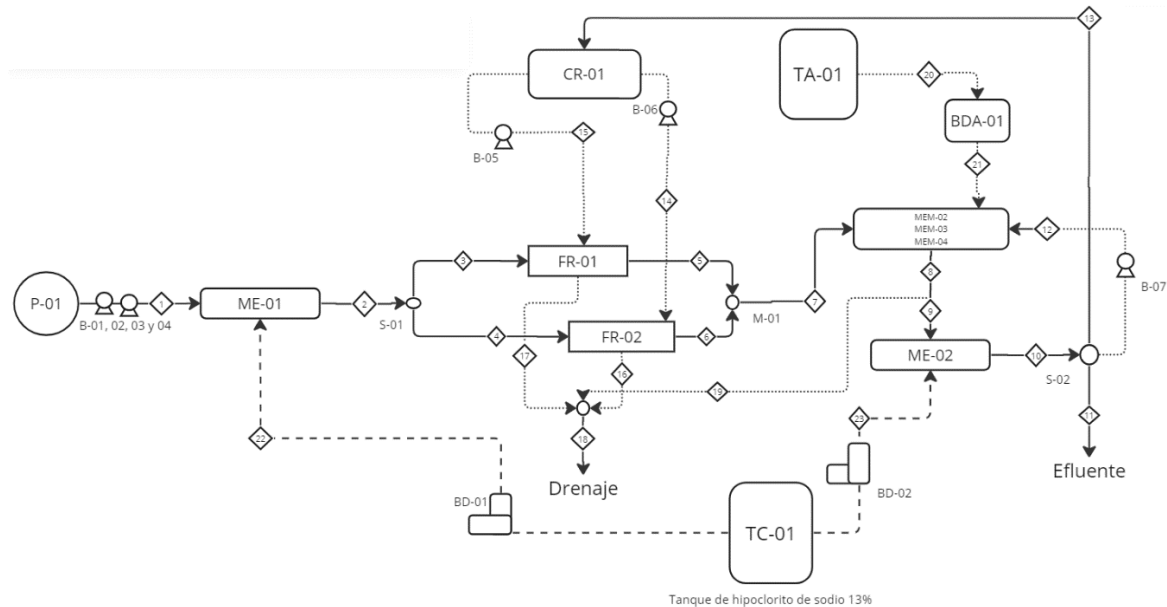 13
CR-01
TA-01
20
B-06
BDA-01
15
B-05
21
14
MEM-02
MEM-03
MEM-04
12
3
FR-01
5
8
B-07
P-01
1
ME-01
2
7
9
B-01, 02, 03 y 04
S-01
M-01
4
FR-02
6
17
ME-02
10
16
S-02
19
11
18
23
22
Efluente
Drenaje
BD-01
BD-02
TC-01
Tanque de hipoclorito de sodio 13%